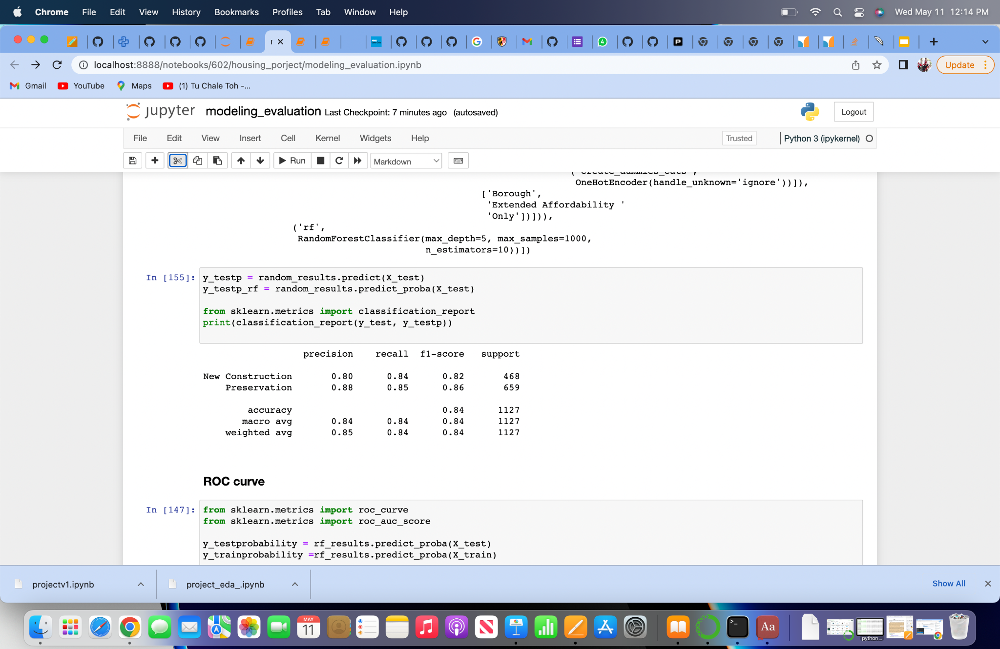 Chrome File Edit View History Bookmarks Profiles Tab Window Help Wed May 11 12:14 PM
localhost:8888/notebooks/602/housing_porject/modeling_evaluation.ipynb Update
Gmail YouTube Maps (1) Tu Chale Toh -...
jupyter modeling_evaluation Last Checkpoint: 7 minutes ago (autosaved) Logout
File Edit View Insert Cell Kernel Widgets Help Trusted Python 3 (ipykernel)
Run Markdown
('create_dummies_cats',
OneHotEncoder(handle_unknown='ignore'))]),
['Borough',
'Extended Affordability '
'Only'])])),
('rf',
RandomForestClassifier(max_depth=5, max_samples=1000,
n_estimators=10))])
In [155]: y_testp = random_results.predict(X_test)
y_testp_rf = random_results.predict_proba(X_test)
from sklearn.metrics import classification_report
print(classification_report(y_test, y_testp))
precision recall f1-score support
New Construction 0.80 0.84 0.82 468
Preservation 0.88 0.85 0.86 659
accuracy 0.84 1127
macro avg 0.84 0.84 0.84 1127
weighted avg 0.85 0.84 0.84 1127
ROC curve
In [147]: from sklearn.metrics import roc_curve
from sklearn.metrics import roc_auc_score
y_testprobability = rf_results.predict_proba(X_test)
y_trainprobability =rf_results.predict_proba(X_train)
projectv1.ipynb project_eda_.ipynb Show All
MAY
11
Aa
python...